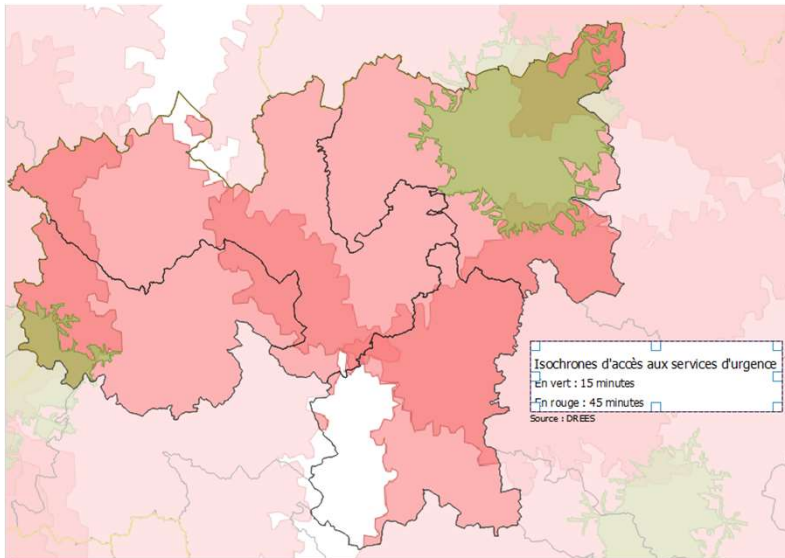 Isochrones d'accès aux services d'urgence
En vert : 15 minutes
En rouge : 45 minutes
Source : DREES